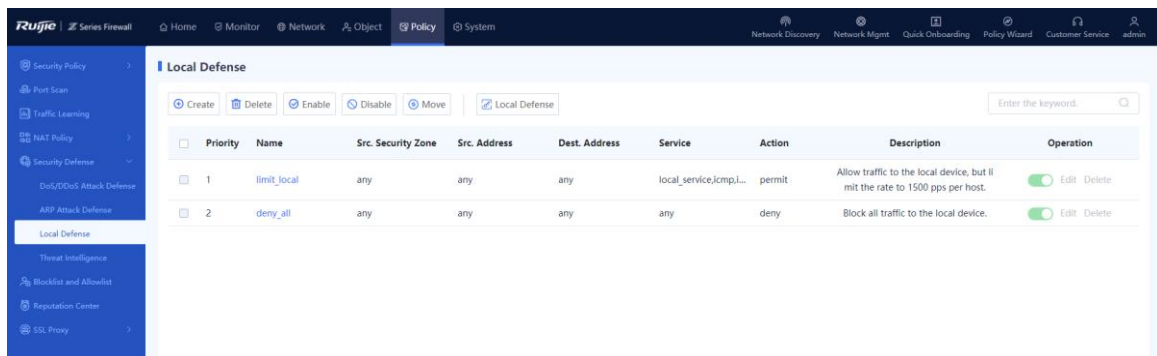 Ruijie | Z Series Firewall
Home
Monitor
Network
Object
Policy
System
Network Discovery
Network Mgmt
Quick Onboarding
Policy Wizard
Customer Service
admin
Security Policy
Port Scan
Traffic Learning
NAT Policy
Security Defense
DoS/DDoS Attack Defense
ARP Attack Defense
Local Defense
Threat Intelligence
Blocklist and Allowlist
Reputation Center
SSL Proxy
Local Defense
Create Delete Enable Disable Move Local Defense
Enter the keyword.
Priority Name Src. Security Zone Src. Address Dest. Address Service Action Description Operation
1 limit_local any any any local_service,icmp,i... permit Allow traffic to the local device, but li
mit the rate to 1500 pps per host. Edit Delete
2 deny_all any any any any deny Block all traffic to the local device. Edit Delete